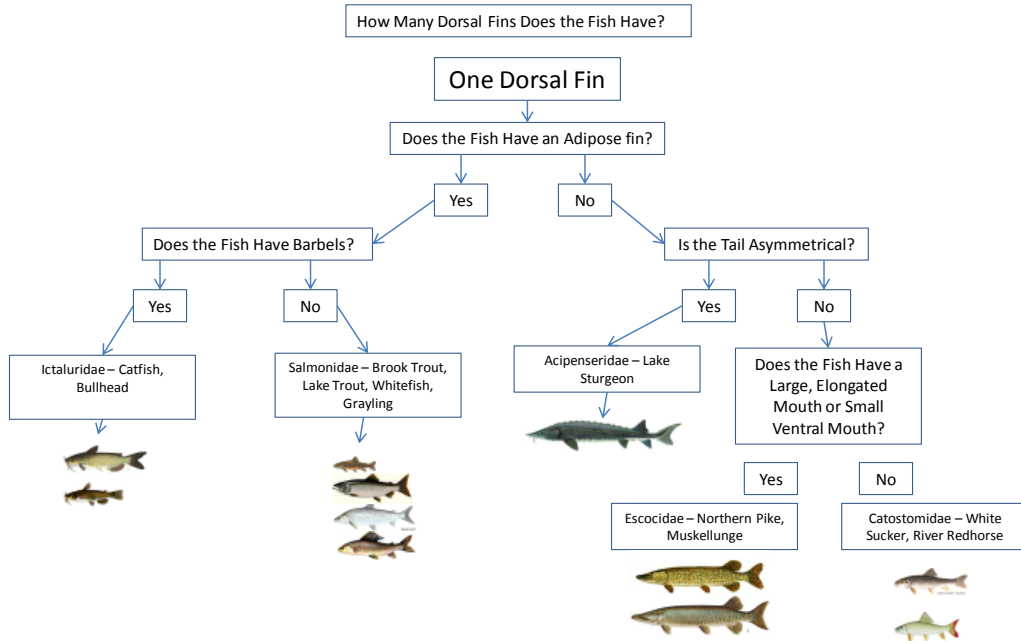 How Many Dorsal Fins Does the Fish Have?
One Dorsal Fin
Does the Fish Have an Adipose fin?
Yes
No
Does the Fish Have Barbels?
Is the Tail Asymmetrical?
Yes
No
Yes
No
Ictaluridae – Catfish,
Bullhead
Salmonidae – Brook Trout,
Lake Trout, Whitefish,
Grayling
Acipenseridae – Lake
Sturgeon
Does the Fish Have a
Large, Elongated
Mouth or Small
Ventral Mouth?
Yes
No
Escocidae – Northern Pike,
Muskellunge
Catostomidae – White
Sucker, River Redhorse